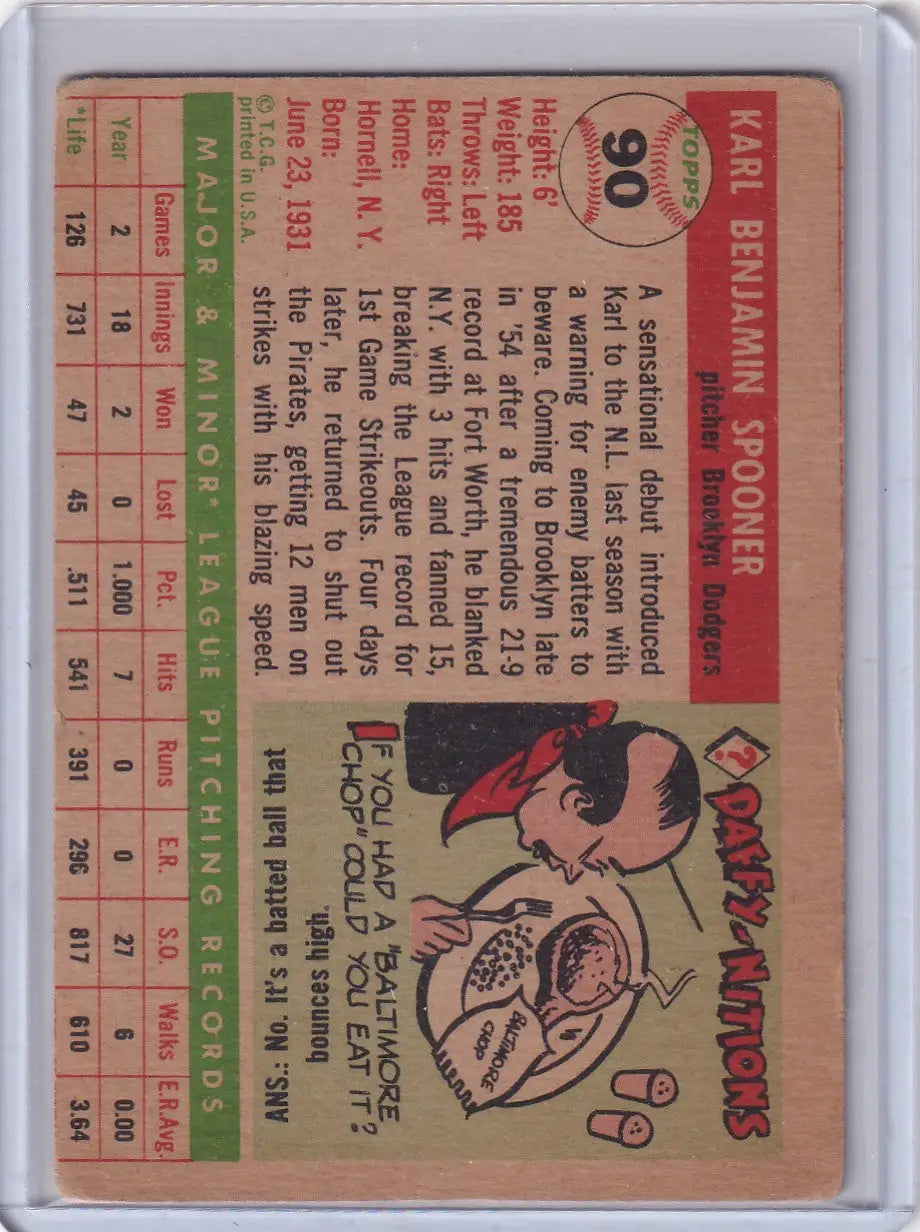 KARL BENJAMIN SPOONER
pitcher Brooklyn Dodgers
TOPPS
90
Height: 6'
Weight: 185
Throws: Left
Bats: Right
Home:
Hornell, N. Y.
Born:
June 23, 1931
© T.C.G.
printed in U.S.A.
A sensational debut introduced
Karl to the N.L. last season with
a warning for enemy batters to
beware. Coming to Brooklyn late
in '54 after a tremendous 21-9
record at Fort Worth, he blanked
N.Y. with 3 hits and fanned 15,
breaking the League record for
1st Game Strikeouts. Four days
later, he returned to shut out
the Pirates, getting 12 men on
strikes with his blazing speed.
? DAFFY-NITIONS
BALTIMORE
CHOP
IF YOU HAD A "BALTIMORE
CHOP" COULD YOU EAT IT?
ANS: No. It's a batted ball that
bounces high.
MAJOR & MINOR* LEAGUE PITCHING RECORDS
Games Innings Won Lost Pct. Hits Runs E.R. S.O. Walks E.R.Avg.
Year 2 18 2 0 1.000 7 0 0 27 6 0.00
*Life 126 731 47 45 .511 541 391 296 817 610 3.64